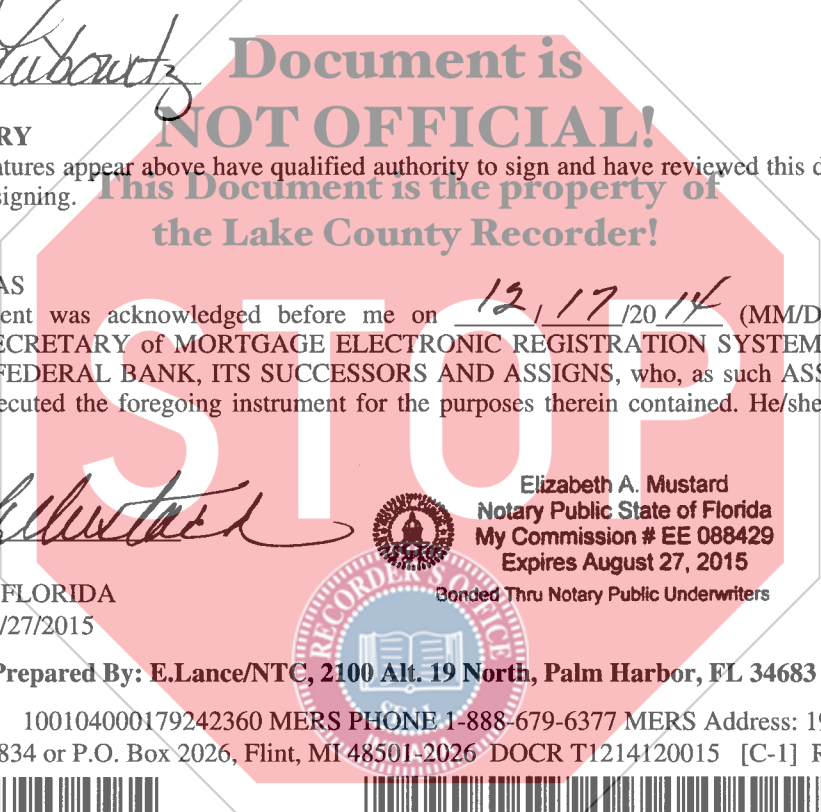 Document is
NOT OFFICIAL!
RY
tures appear above have qualified authority to sign and have reviewed this d
signing.
This Document is the property of
the Lake County Recorder!
AS
ent was acknowledged before me on 12/17/2014 (MM/D
ECRETARY of MORTGAGE ELECTRONIC REGISTRATION SYSTEM
FEDERAL BANK, ITS SUCCESSORS AND ASSIGNS, who, as such ASS
ecuted the foregoing instrument for the purposes therein contained. He/she
STOP
Elizabeth A. Mustard
Notary Public State of Florida
My Commission # EE 088429
Expires August 27, 2015
Bonded Thru Notary Public Underwriters
FLORIDA
/27/2015
RECORDER'S OFFICE
SEAL
Prepared By: E.Lance/NTC, 2100 Alt. 19 North, Palm Harbor, FL 34683
100104000179242360 MERS PHONE 1-888-679-6377 MERS Address: 19
834 or P.O. Box 2026, Flint, MI 48501-2026 DOCR T1214120015 [C-1] R